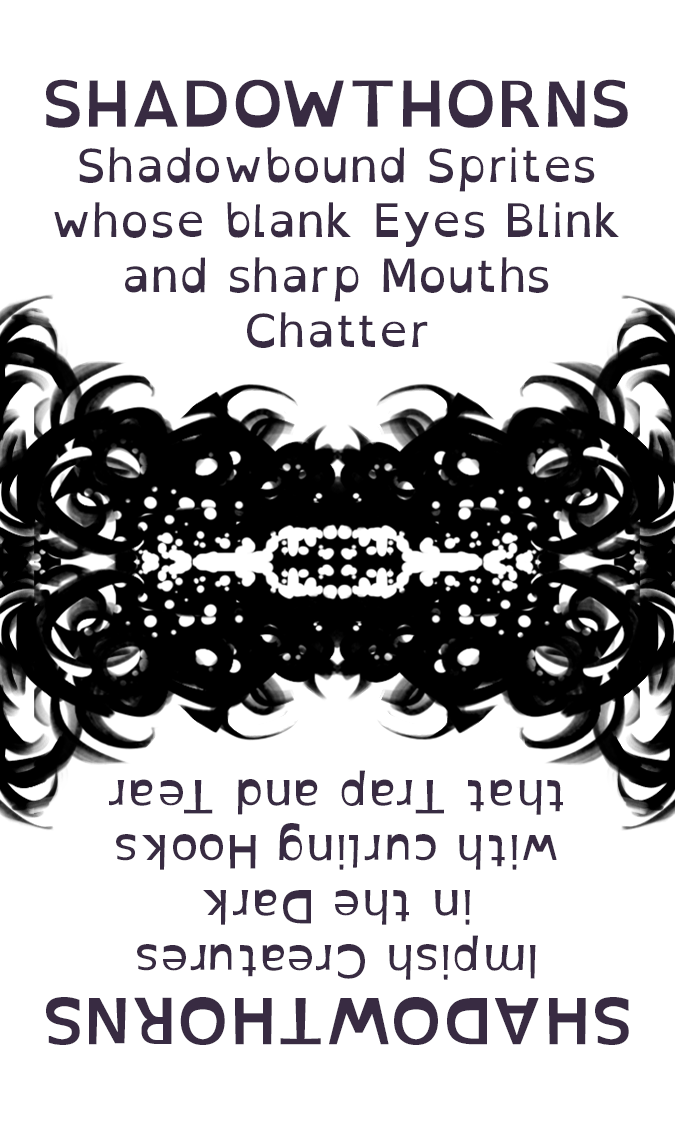 SHADOWTHORNS
Shadowbound Sprites
whose blank Eyes Blink
and sharp Mouths
Chatter
SHADOWTHORNS
Impish Creatures
in the Dark
with curling Hooks
that Trap and Tear